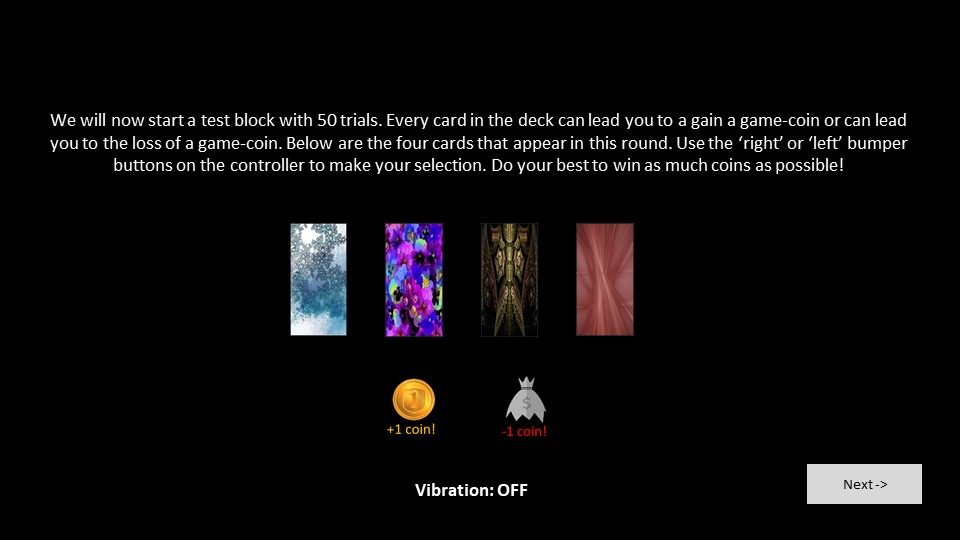 We will now start a test block with 50 trials. Every card in the deck can lead you to a gain a game-coin or can lead
you to the loss of a game-coin. Below are the four cards that appear in this round. Use the ‘right’ or ‘left’ bumper
buttons on the controller to make your selection. Do your best to win as much coins as possible!
1
$
+1 coin!
-1 coin!
Vibration: OFF
Next ->